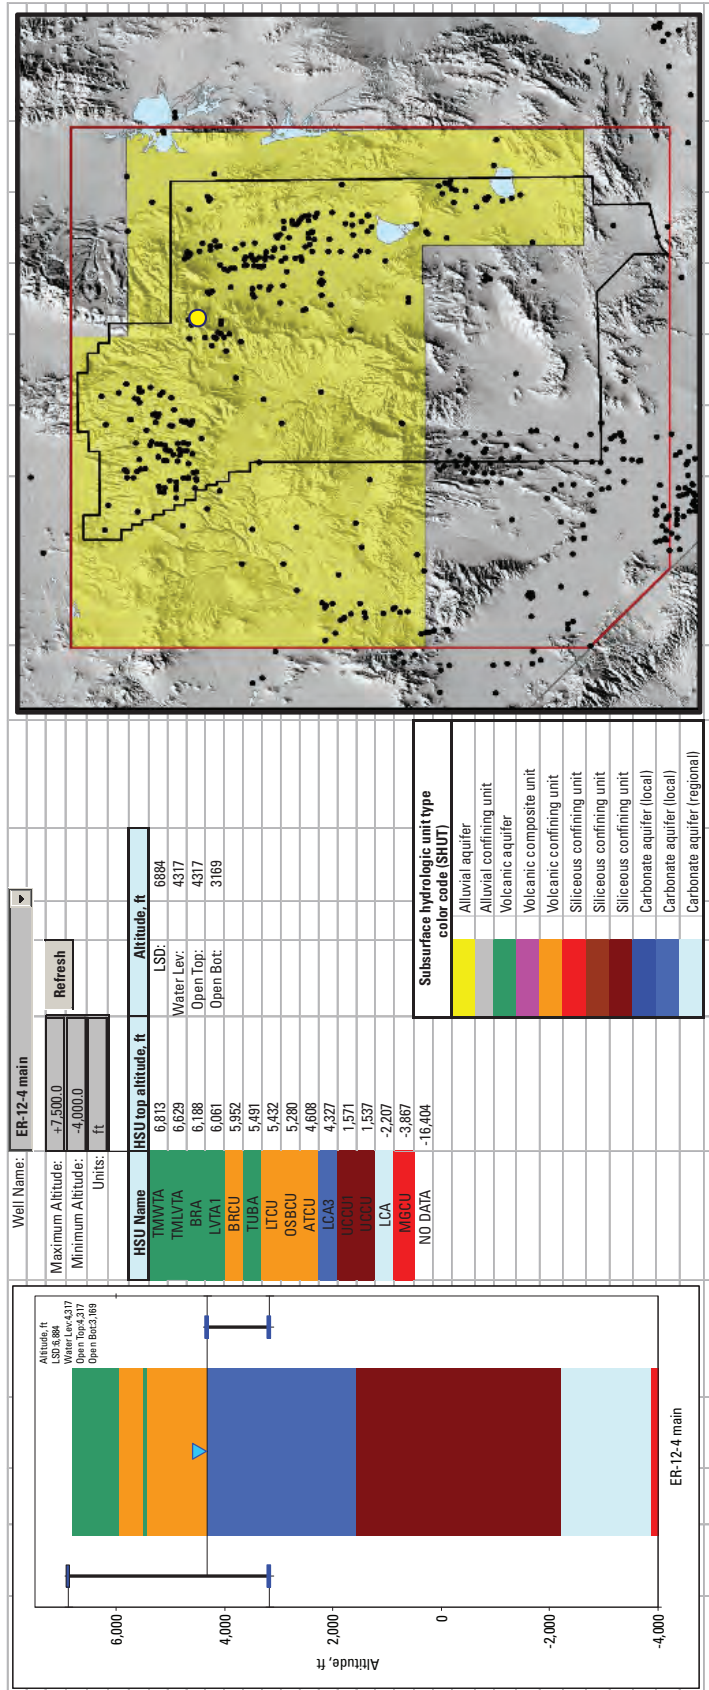 Well Name: ER-12-4 main
Maximum Altitude: +7,500.0 Refresh
Minimum Altitude: -4,000.0
Units: ft
HSU Name HSU top altitude, ft Altitude, ft
TMWTA 6,813 LSD: 6884
TMLVTA 6,629 Water Lev: 4317
BRA 6,188 Open Top: 4317
LVTA1 6,061 Open Bot: 3169
BRCU 5,952
TUBA 5,491
LTCU 5,432
OSBCU 5,280
ATCU 4,608
LCA3 4,327
UCCU1 1,571
UCCU 1,537
LCA -2,207
MGCU -3,867
NO DATA -16,404
Subsurface hydrologic unit type
color code (SHUT)
Alluvial aquifer
Alluvial confining unit
Volcanic aquifer
Volcanic composite unit
Volcanic confining unit
Siliceous confining unit
Siliceous confining unit
Siliceous confining unit
Carbonate aquifer (local)
Carbonate aquifer (local)
Carbonate aquifer (regional)
Altitude, ft
LSD:6,884
Water Lev:4,317
Open Top:4,317
Open Bot:3,169
Altitude, ft
6,000
4,000
2,000
0
-2,000
-4,000
ER-12-4 main